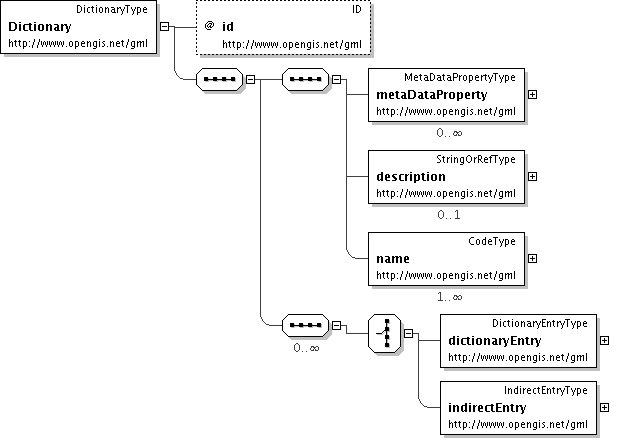 DictionaryType
Dictionary
http://www.opengis.net/gml
ID
@ id
http://www.opengis.net/gml
MetaDataPropertyType
metaDataProperty
http://www.opengis.net/gml
0..∞
StringOrRefType
description
http://www.opengis.net/gml
0..1
CodeType
name
http://www.opengis.net/gml
1..∞
0..∞
DictionaryEntryType
dictionaryEntry
http://www.opengis.net/gml
IndirectEntryType
indirectEntry
http://www.opengis.net/gml